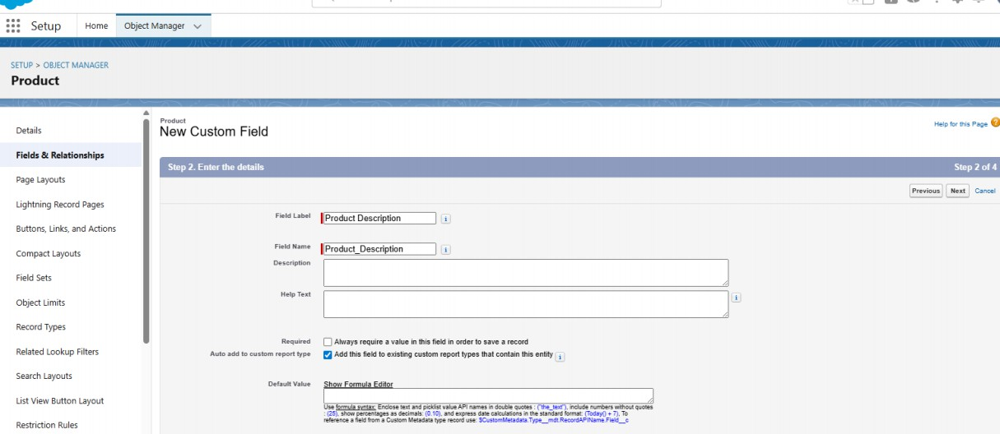 Setup
Home
Object Manager
SETUP > OBJECT MANAGER
Product
Details
Fields & Relationships
Page Layouts
Lightning Record Pages
Buttons, Links, and Actions
Compact Layouts
Field Sets
Object Limits
Record Types
Related Lookup Filters
Search Layouts
List View Button Layout
Restriction Rules
Product
New Custom Field
Help for this Page ?
Step 2. Enter the details
Step 2 of 4
Previous
Next
Cancel
Field Label
Product Description
i
Field Name
Product_Description
i
Description
Help Text
i
Required
Always require a value in this field in order to save a record
Auto add to custom report type
Add this field to existing custom report types that contain this entity
i
Default Value
Show Formula Editor
Use formula syntax: Enclose text and picklist value API names in double quotes : ("the_text"), include numbers without quotes
: (25), show percentages as decimals: (0.10), and express date calculations in the standard format: (Today() + 7), To
reference a field from a Custom Metadata type record use: $CustomMetadata.Type__mdt.RecordAPIName.Field__c